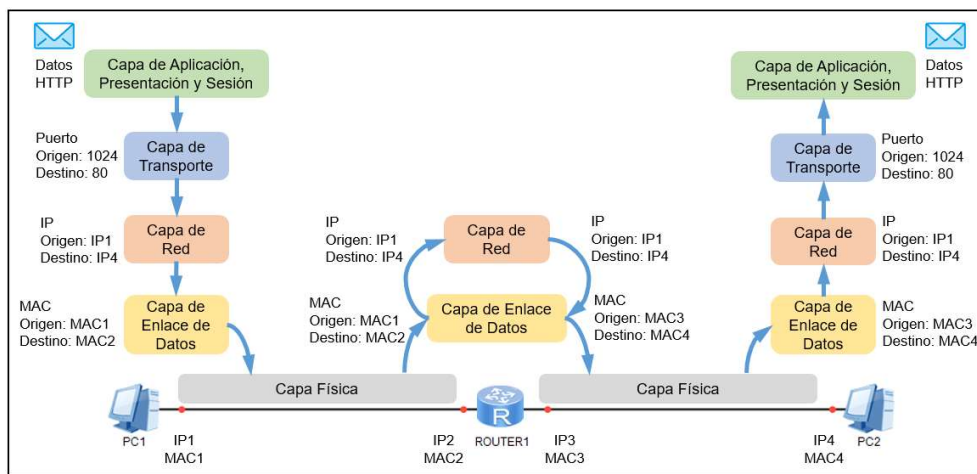 Datos
HTTP
Capa de Aplicación,
Presentación y Sesión
Puerto
Origen: 1024
Destino: 80
Capa de
Transporte
IP
Origen: IP1
Destino: IP4
Capa de
Red
MAC
Origen: MAC1
Destino: MAC2
Capa de
Enlace de
Datos
IP
Origen: IP1
Destino: IP4
Capa de
Red
IP
Origen: IP1
Destino: IP4
MAC
Origen: MAC1
Destino: MAC2
Capa de Enlace
de Datos
MAC
Origen: MAC3
Destino: MAC4
Capa de Aplicación,
Presentación y Sesión
Datos
HTTP
Capa de
Transporte
Puerto
Origen: 1024
Destino: 80
Capa de
Red
IP
Origen: IP1
Destino: IP4
Capa de
Enlace de
Datos
MAC
Origen: MAC3
Destino: MAC4
Capa Física
Capa Física
PC1
IP1
MAC1
IP2
MAC2
R
ROUTER1
IP3
MAC3
IP4
MAC4
PC2